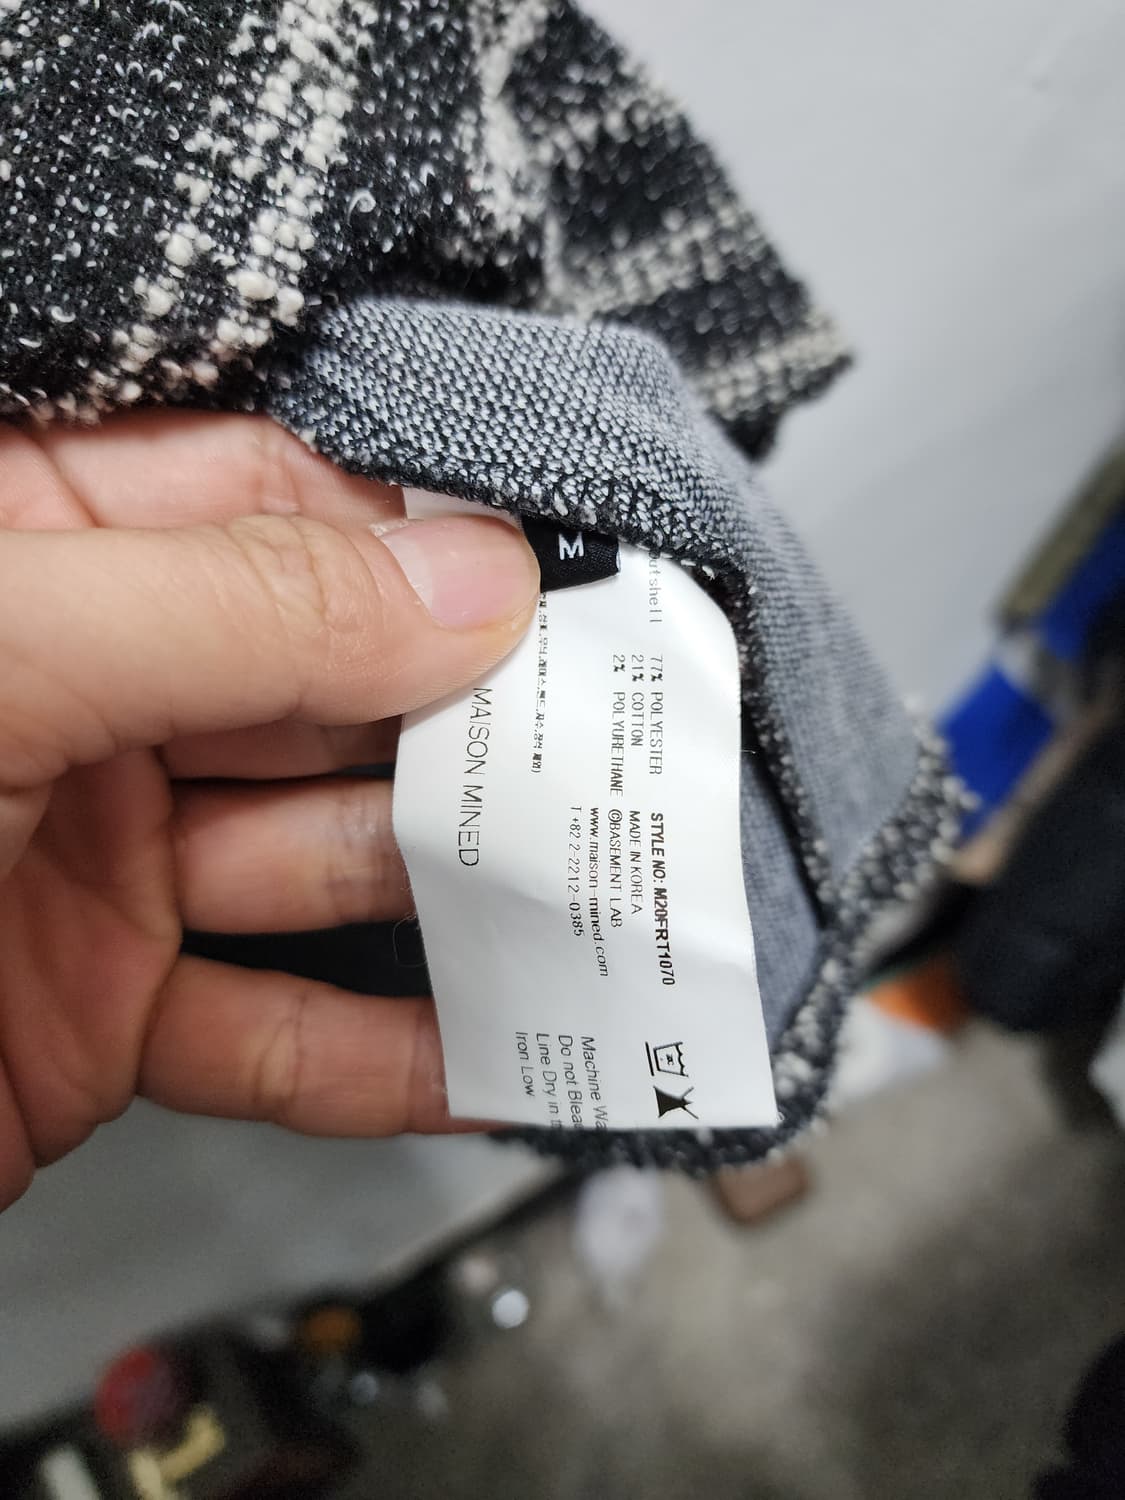 M
utshell
77% POLYESTER
21% COTTON
2% POLYURETHANE
STYLE NO: M20FRT1070
MADE IN KOREA
©BASEMENT LAB
www.maison-mined.com
T +82 2-2212-0385
MAISON MINED
Machine Wa
Do not Blea
Line Dry in t
Iron Low